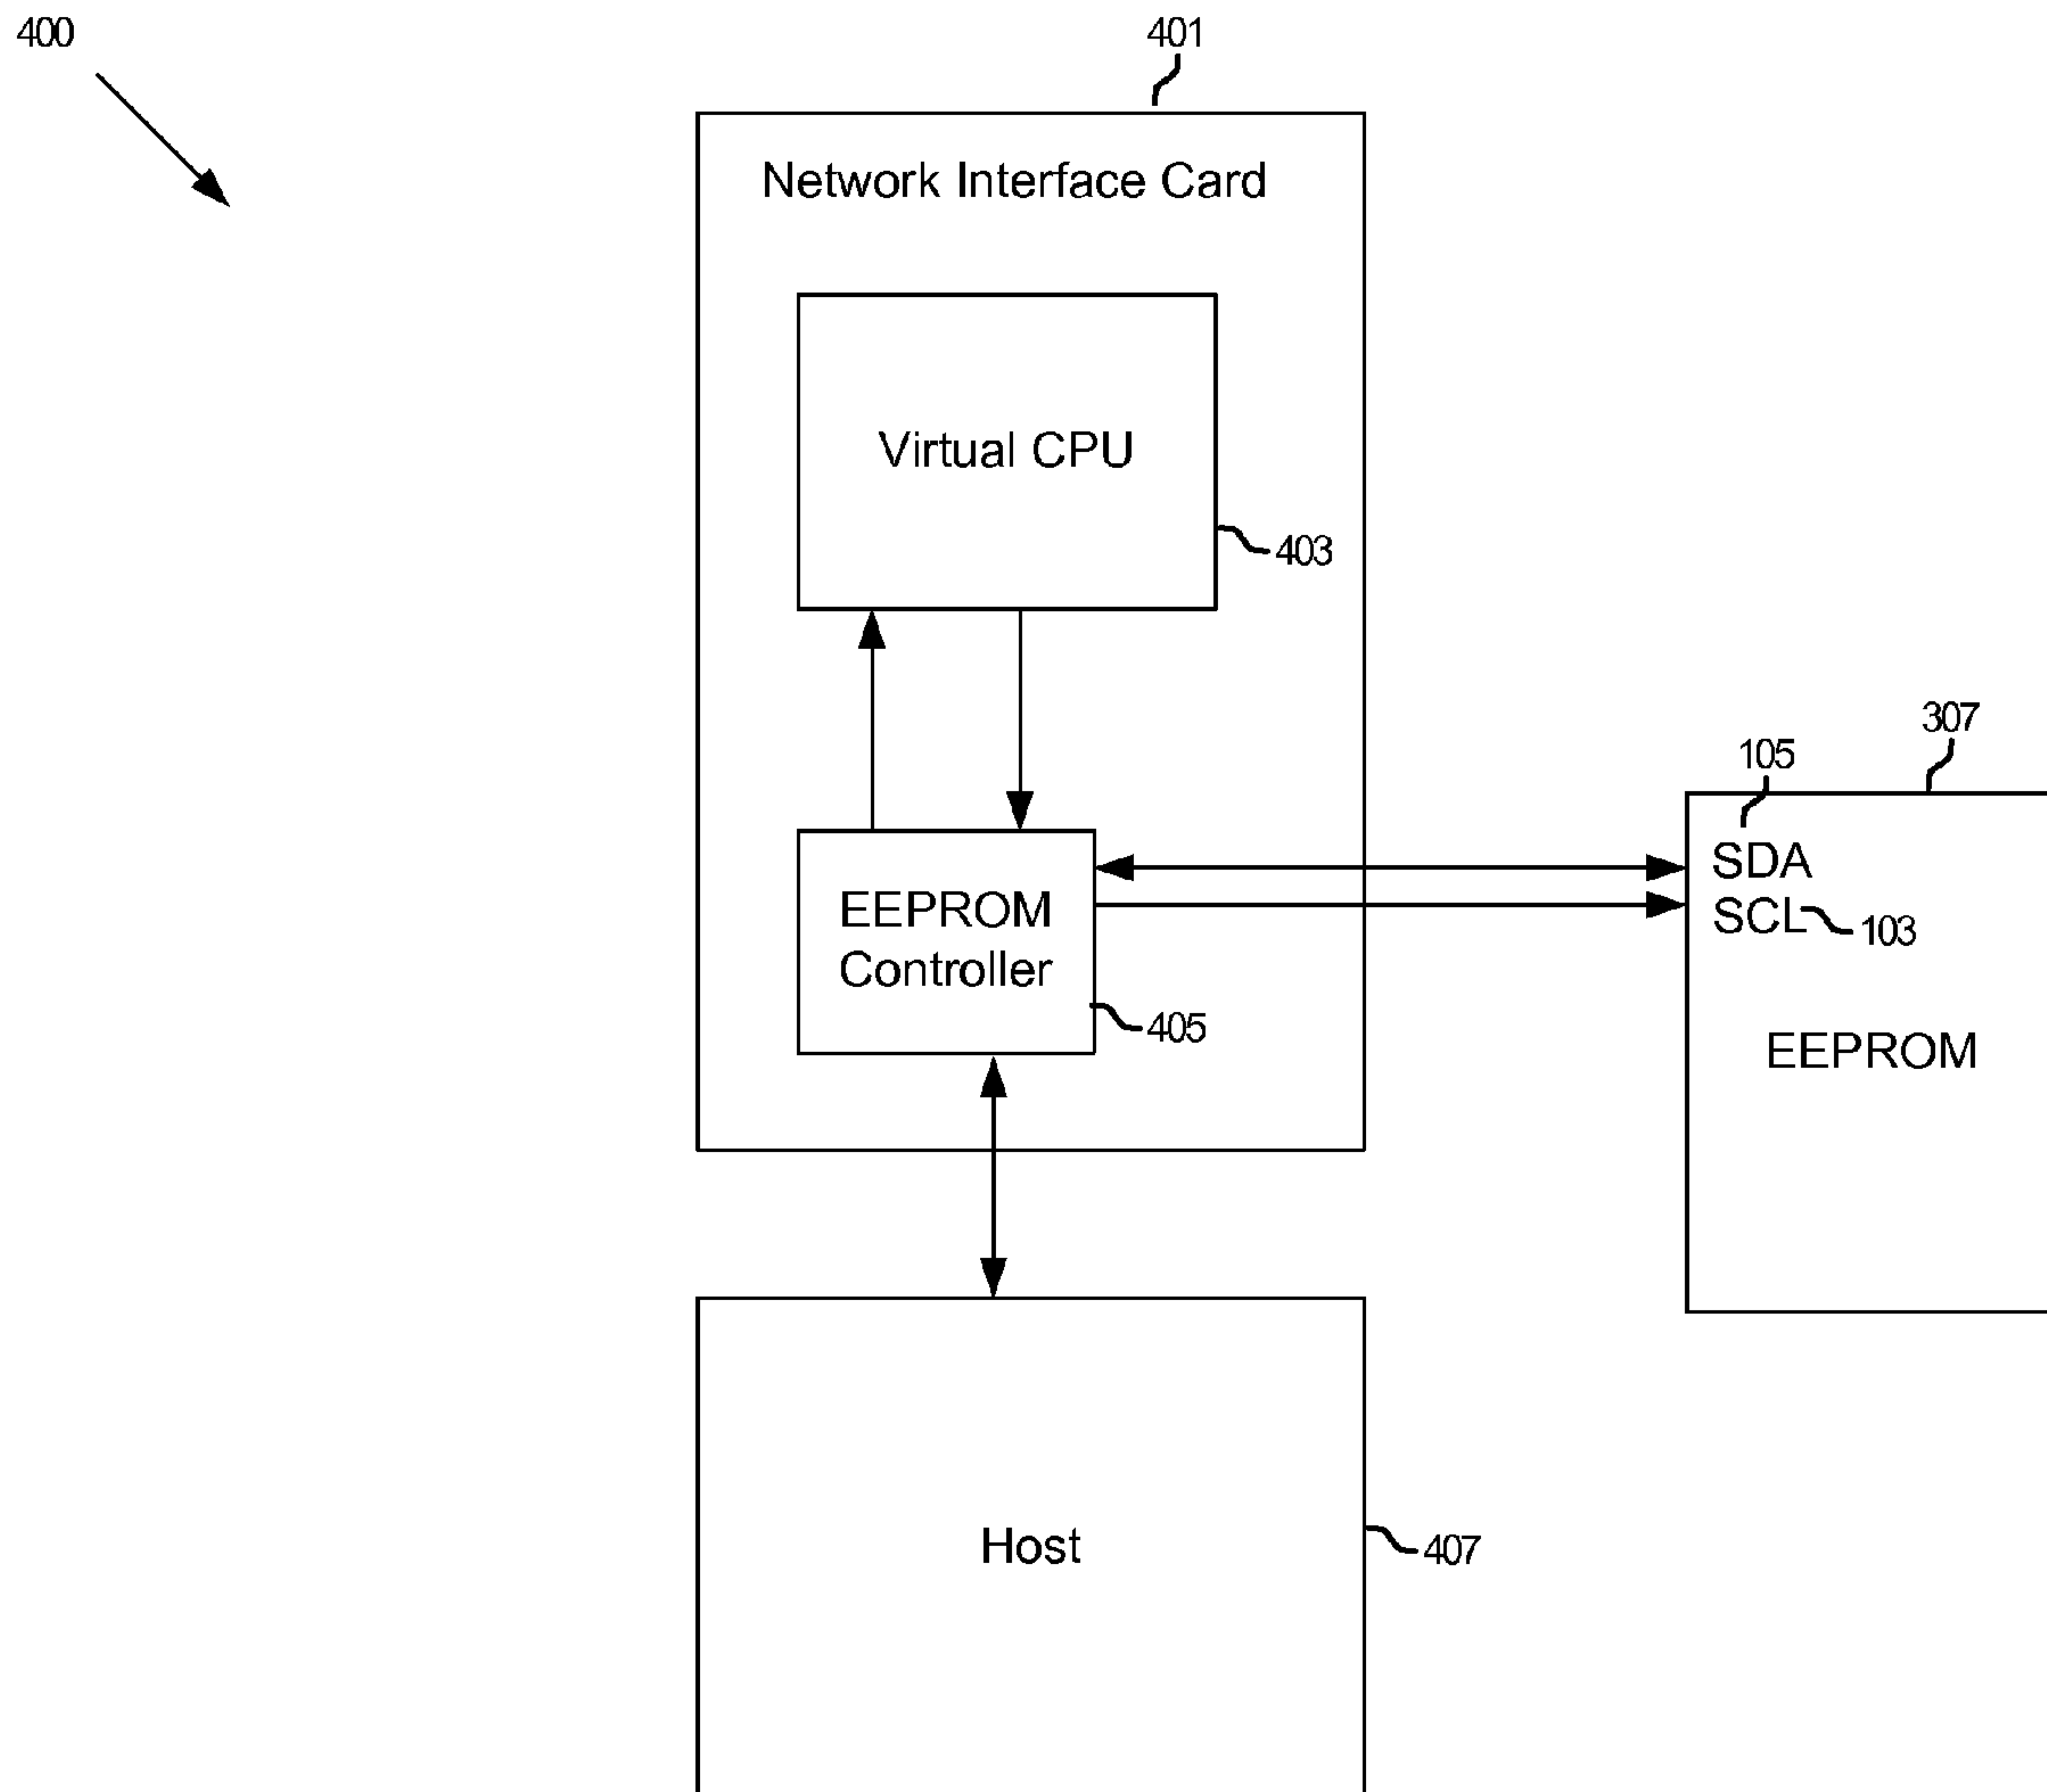 400
401
Network Interface Card
Virtual CPU
403
307
105
SDA
SCL
103
EEPROM
Controller
405
EEPROM
Host
407